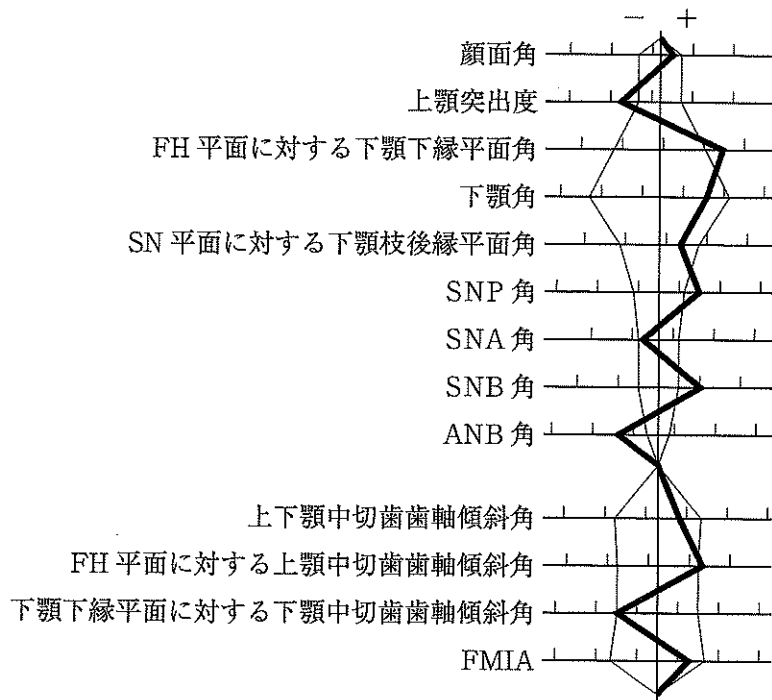 − +
顔面角
上顎突出度
FH 平面に対する下顎下縁平面角
下顎角
SN 平面に対する下顎枝後縁平面角
SNP 角
SNA 角
SNB 角
ANB 角
上下顎中切歯歯軸傾斜角
FH 平面に対する上顎中切歯歯軸傾斜角
下顎下縁平面に対する下顎中切歯歯軸傾斜角
FMIA